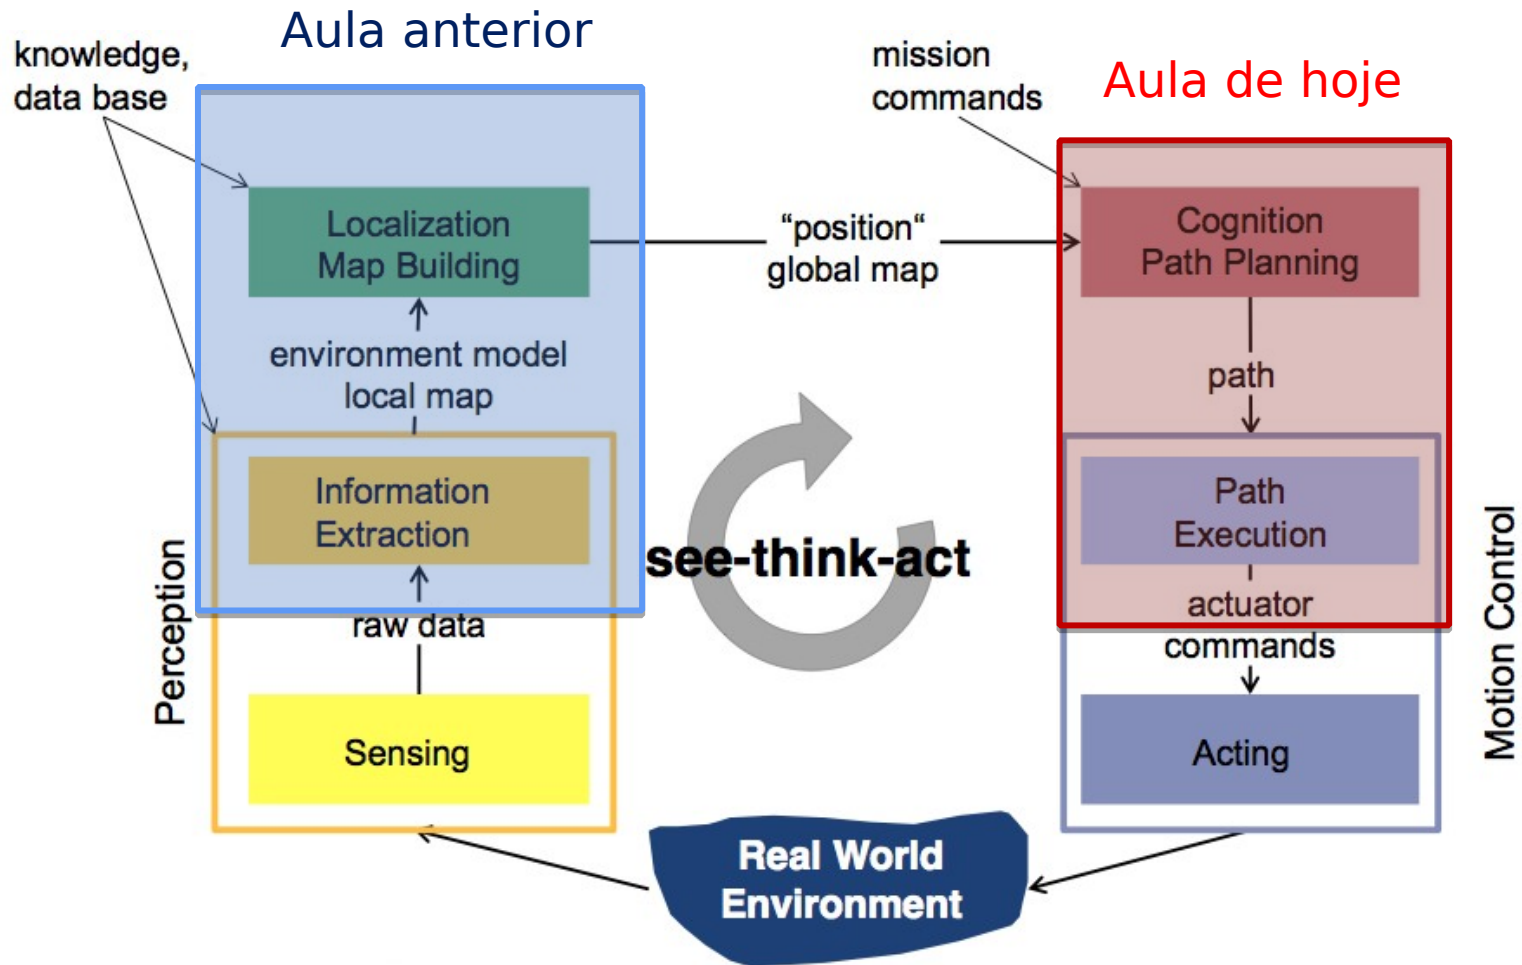 Aula anterior
knowledge,
data base
mission
commands
Aula de hoje
Localization
Map Building
“position“
global map
Cognition
Path Planning
environment model
local map
path
Information
Extraction
see-think-act
Path
Execution
Perception
raw data
actuator
commands
Motion Control
Sensing
Acting
Real World
Environment